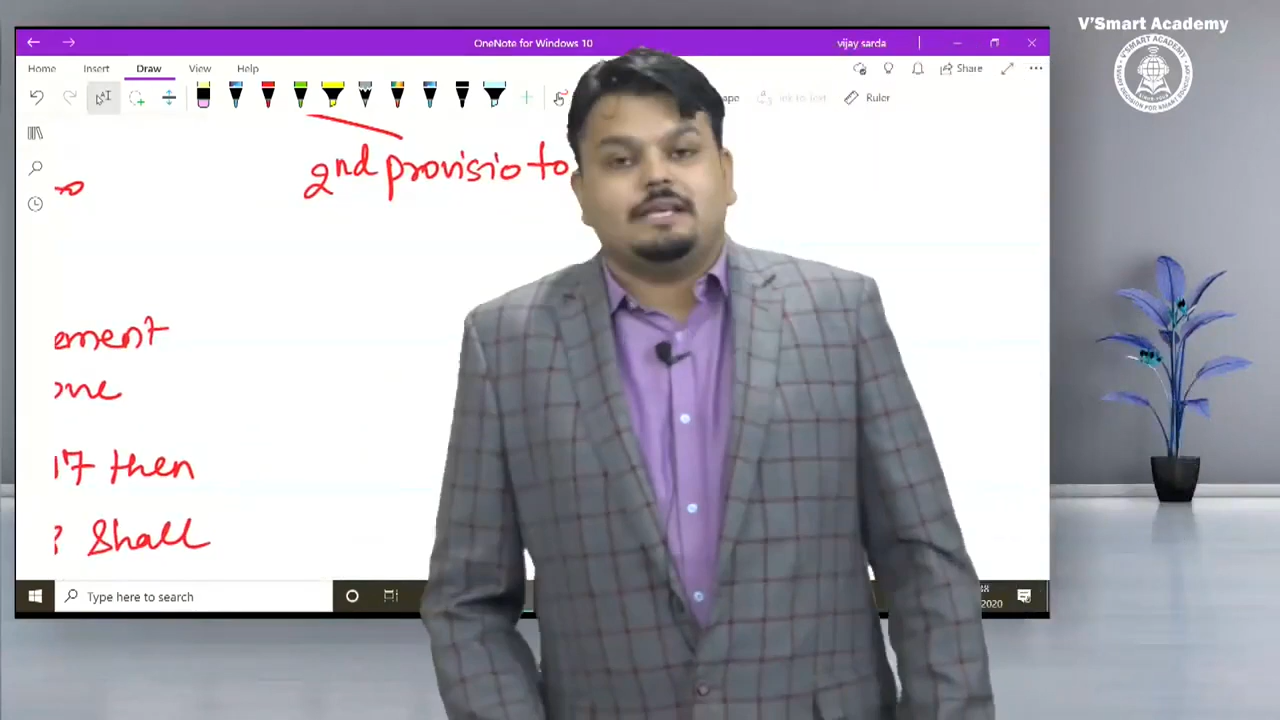 V'Smart Academy
OneNote for Windows 10
vijay sarda
Home Insert Draw View Help
Share
Ruler
2nd provisio to
ement
one
17 then
? Shall
Type here to search
2020